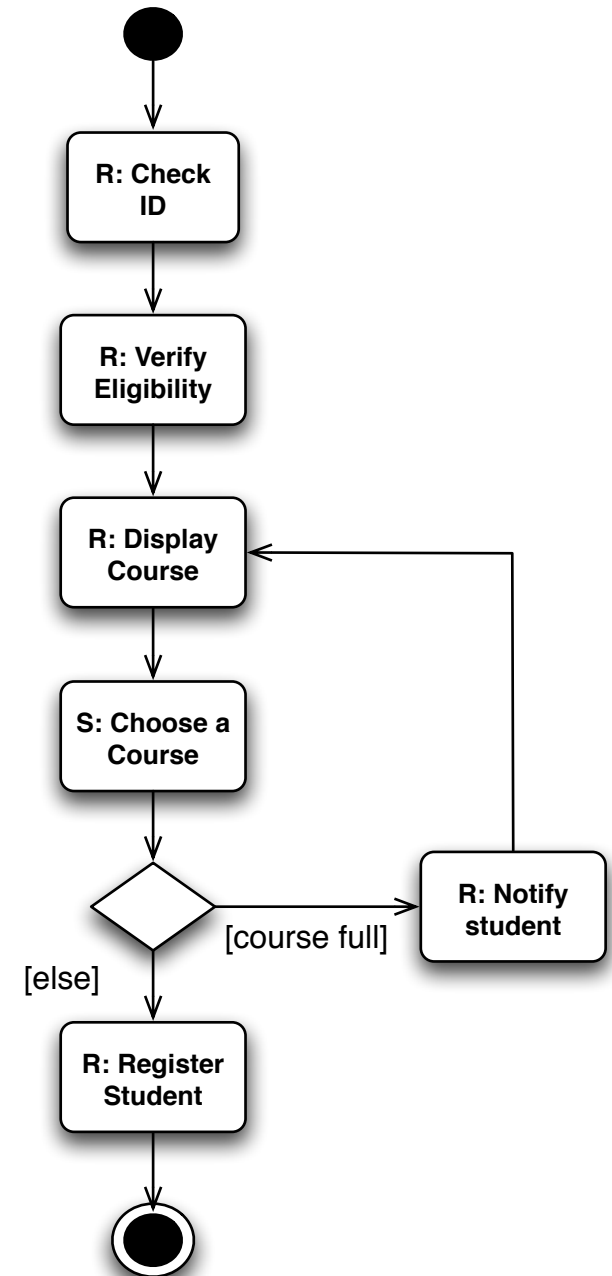 R: Check
ID
R: Verify
Eligibility
R: Display
Course
S: Choose a
Course
[course full]
R: Notify
student
[else]
R: Register
Student